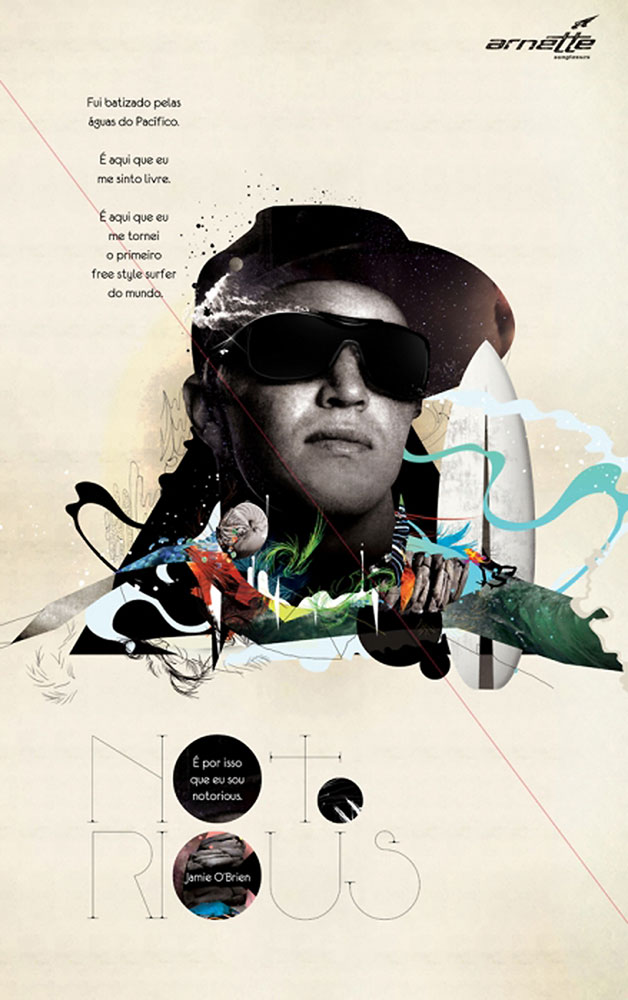 arnette
sunglasses
Fui batizado pelas
águas do Pacífico.
É aqui que eu
me sinto livre.
É aqui que eu
me tornei
o primeiro
free style surfer
do mundo.
NOT.
É por isso
que eu sou
notorious.
RIOUS
Jamie O'Brien